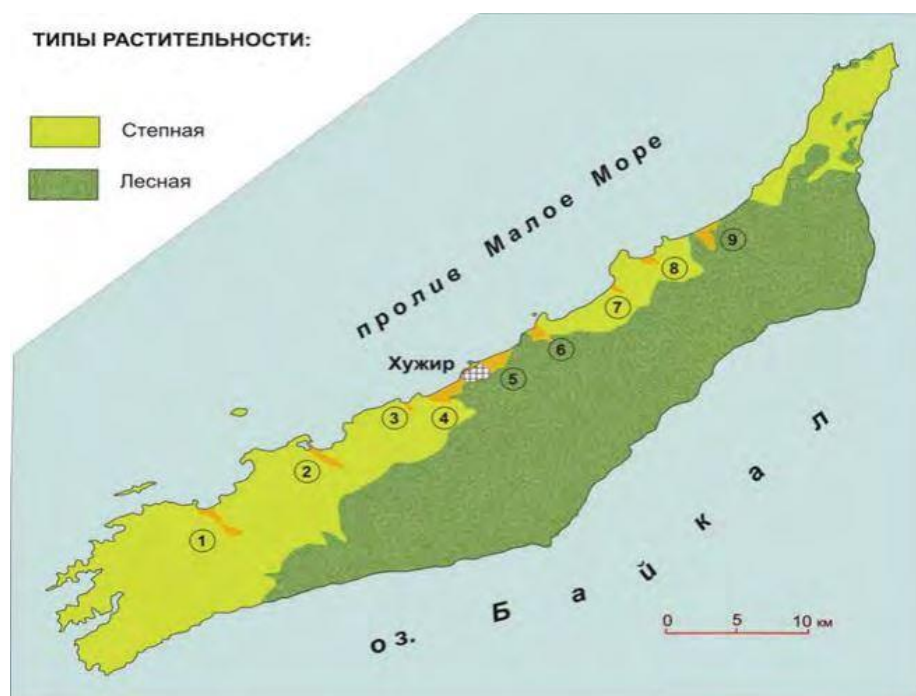 ТИПЫ РАСТИТЕЛЬНОСТИ:
Степная
Лесная
пролив Малое Море
Хужир
1
2
3
4
5
6
7
8
9
оз. Байкал
0 5 10 км